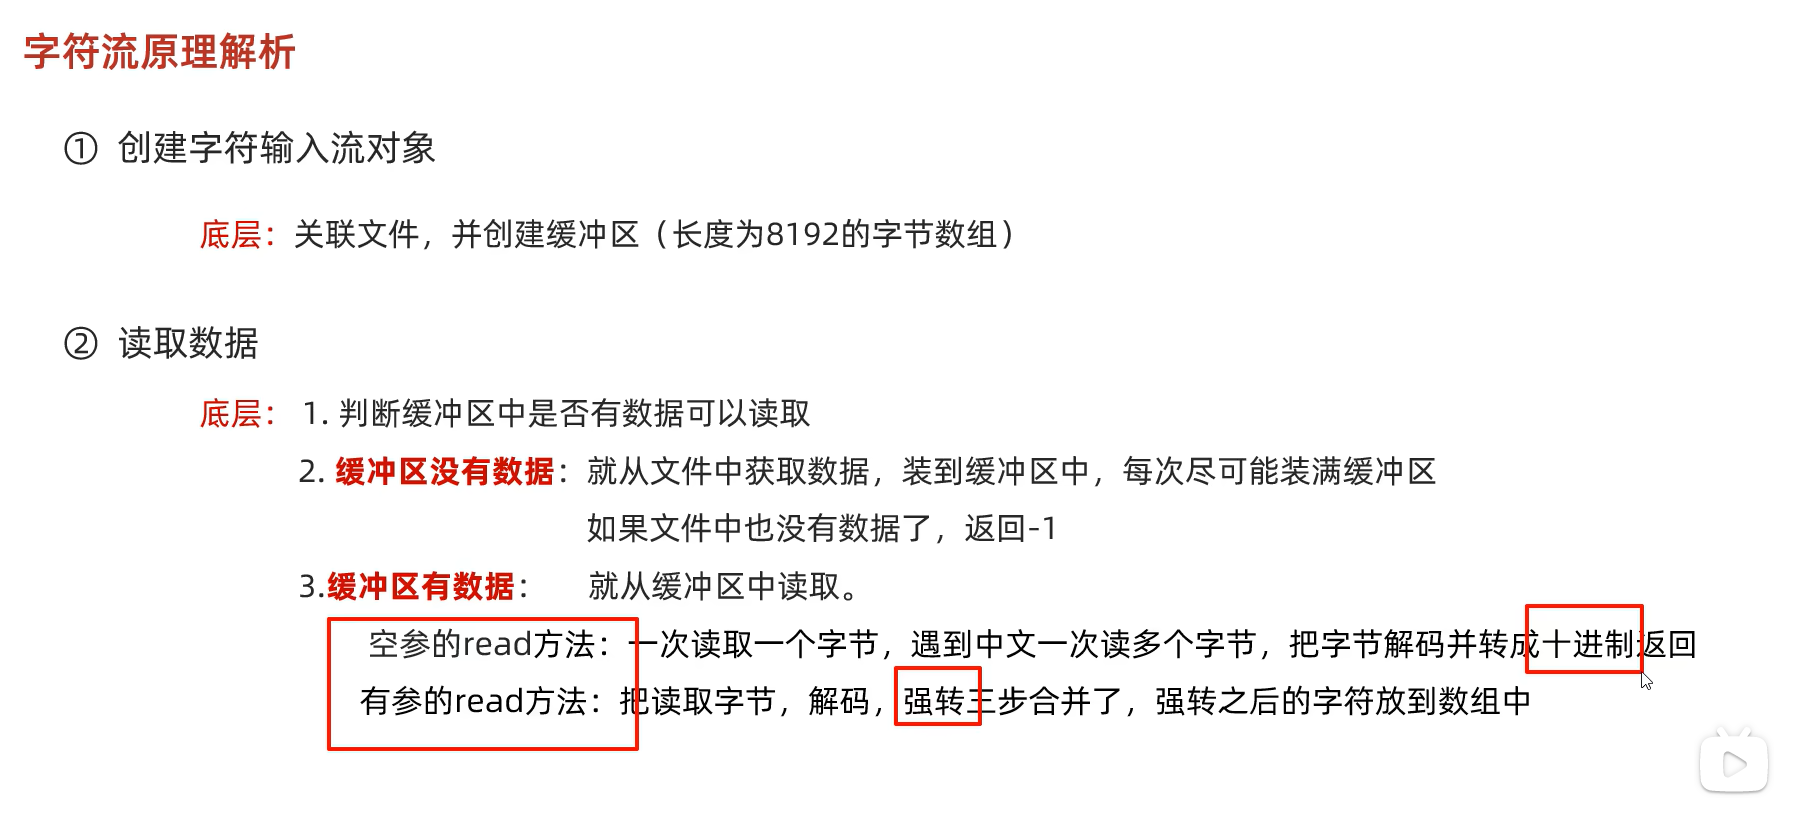 字符流原理解析
① 创建字符输入流对象
底层：关联文件，并创建缓冲区（长度为8192的字节数组）
② 读取数据
底层： 1. 判断缓冲区中是否有数据可以读取
2. 缓冲区没有数据：就从文件中获取数据，装到缓冲区中，每次尽可能装满缓冲区
如果文件中也没有数据了，返回-1
3.缓冲区有数据： 就从缓冲区中读取。
空参的read方法：一次读取一个字节，遇到中文一次读多个字节，把字节解码并转成十进制返回
有参的read方法：把读取字节，解码，强转三步合并了，强转之后的字符放到数组中